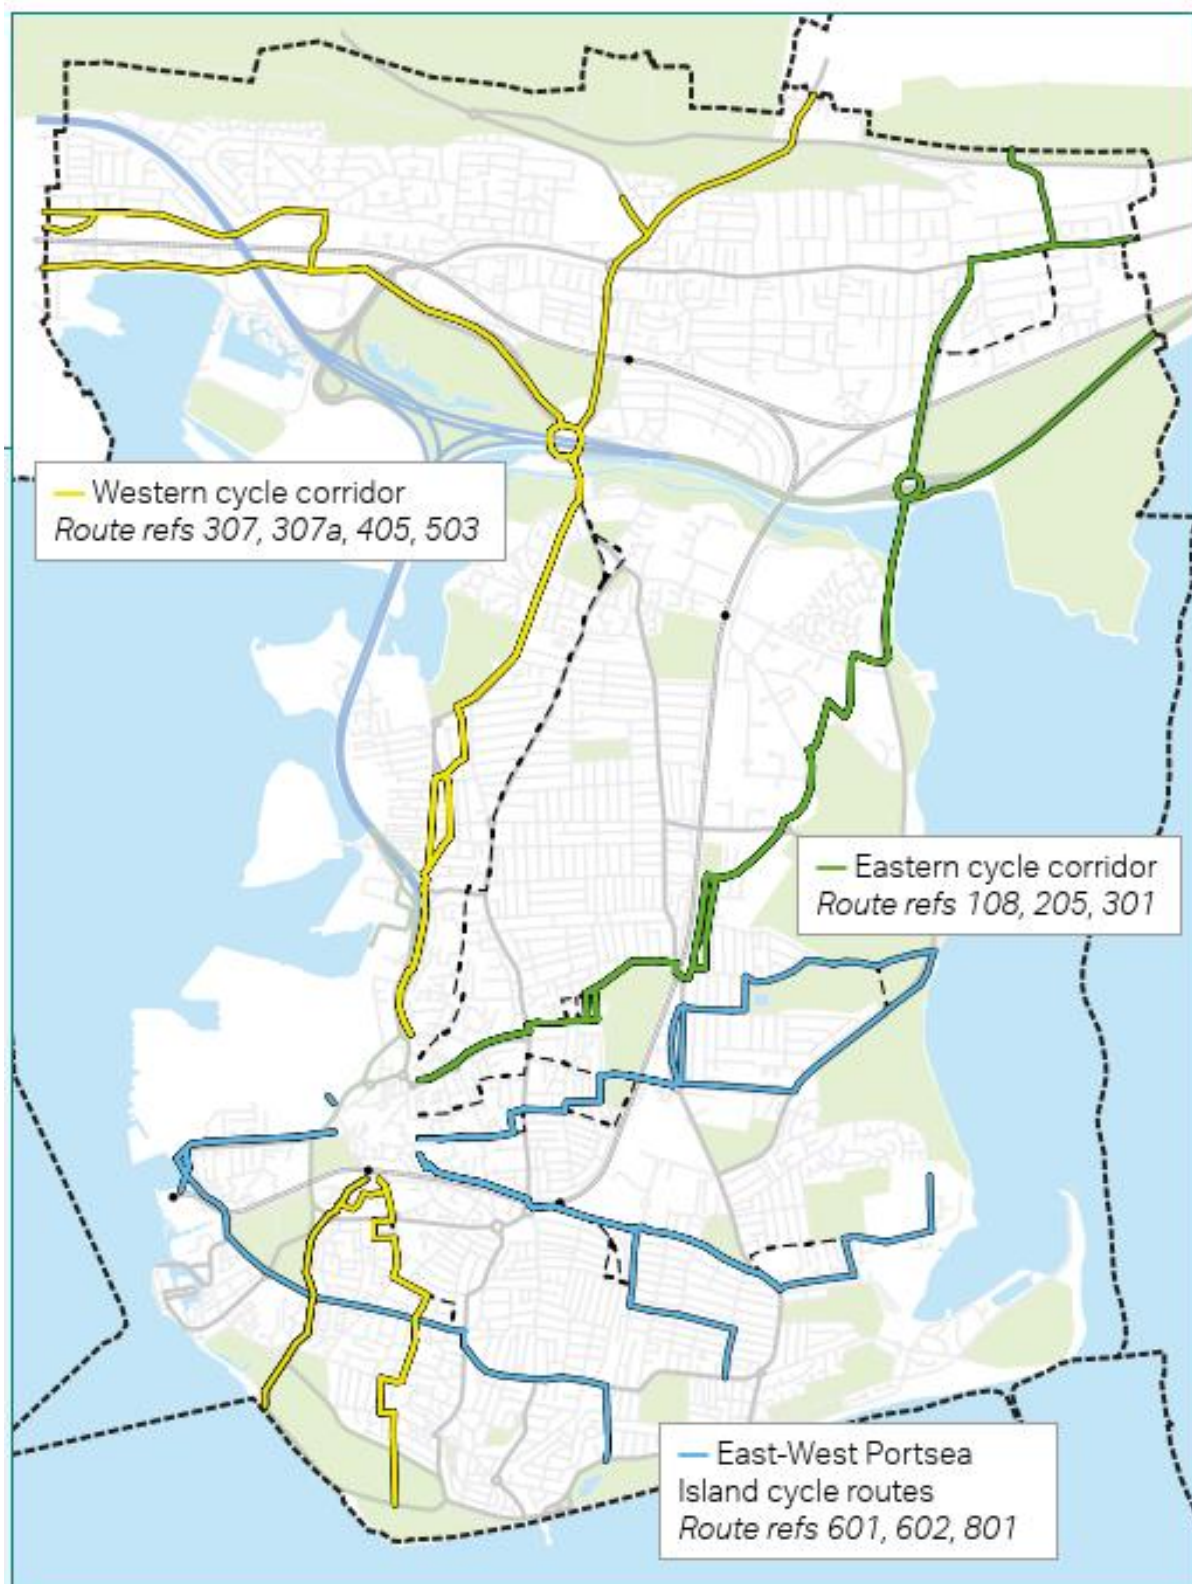 Western cycle corridor
Route refs 307, 307a, 405, 503
Eastern cycle corridor
Route refs 108, 205, 301
East-West Portsea
Island cycle routes
Route refs 601, 602, 801